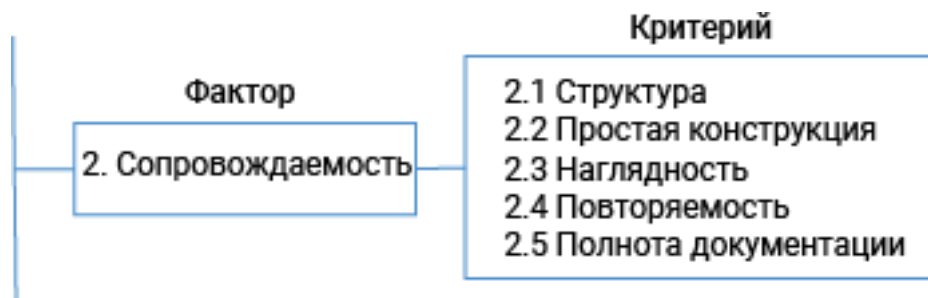 Критерий
Фактор
2. Сопровождаемость
2.1 Структура
2.2 Простая конструкция
2.3 Наглядность
2.4 Повторяемость
2.5 Полнота документации